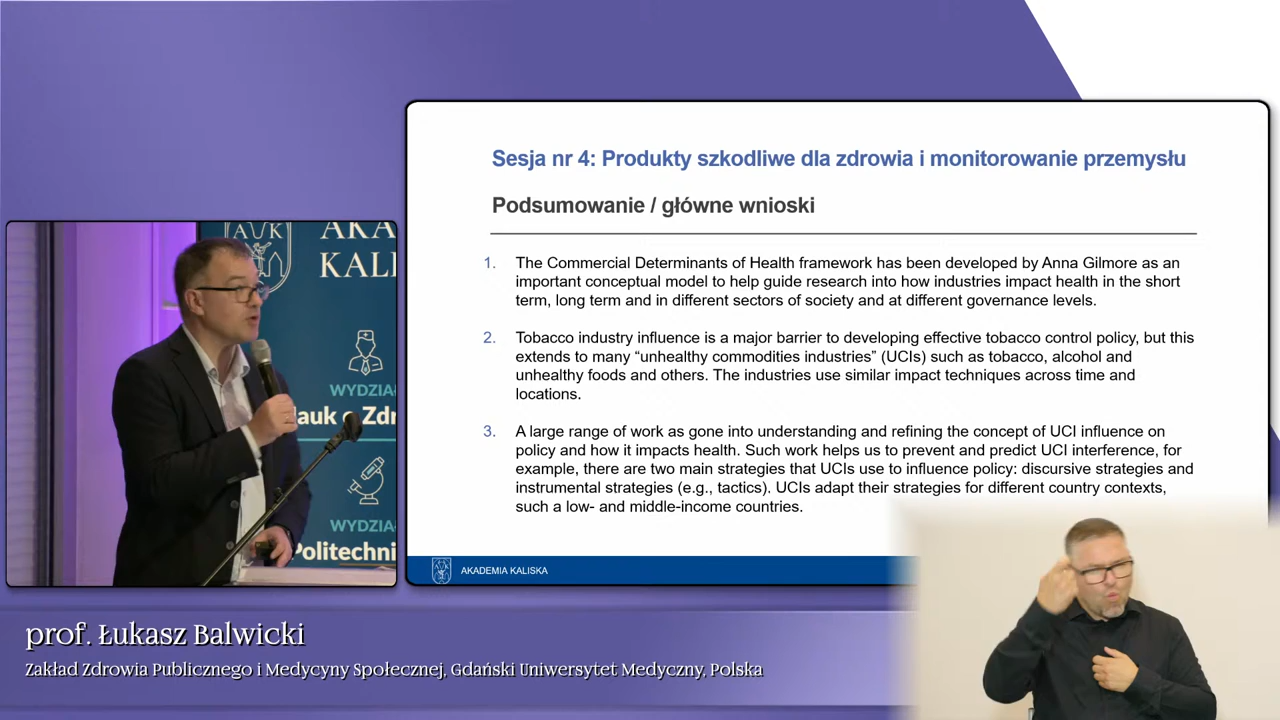 Sesja nr 4: Produkty szkodliwe dla zdrowia i monitorowanie przemysłu
Podsumowanie / główne wnioski
1. The Commercial Determinants of Health framework has been developed by Anna Gilmore as an
important conceptual model to help guide research into how industries impact health in the short
term, long term and in different sectors of society and at different governance levels.
2. Tobacco industry influence is a major barrier to developing effective tobacco control policy, but this
extends to many “unhealthy commodities industries” (UCIs) such as tobacco, alcohol and
unhealthy foods and others. The industries use similar impact techniques across time and
locations.
3. A large range of work as gone into understanding and refining the concept of UCI influence on
policy and how it impacts health. Such work helps us to prevent and predict UCI interference, for
example, there are two main strategies that UCIs use to influence policy: discursive strategies and
instrumental strategies (e.g., tactics). UCIs adapt their strategies for different country contexts,
such a low- and middle-income countries.
AKADEMIA KALISKA
AKA
KALI
WYDZIA
Nauk o Zdr
WYDZIA
Politechni
prof. Łukasz Balwicki
Zakład Zdrowia Publicznego i Medycyny Społecznej, Gdański Uniwersytet Medyczny, Polska